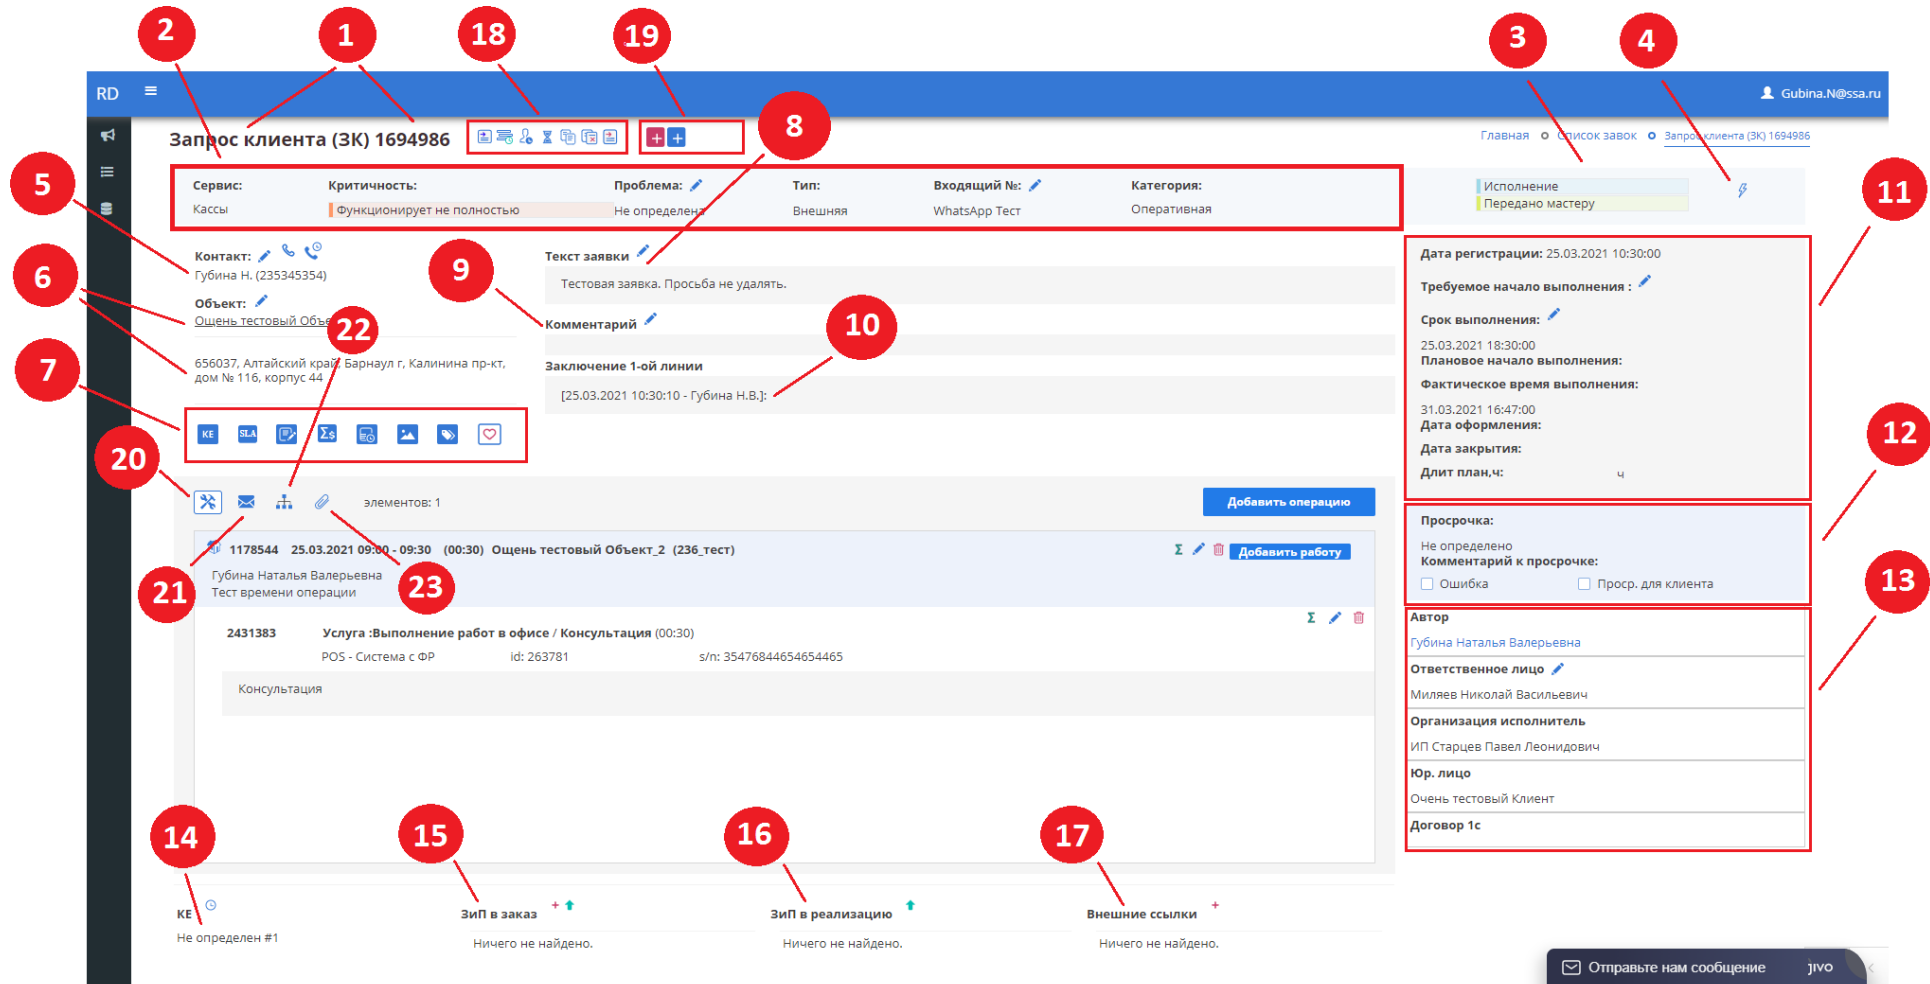 2
1
18
19
3
4
RD
Gubina.N@ssa.ru
Запрос клиента (ЗК) 1694986
8
Главная
Список завок
Запрос клиента (ЗК) 1694986
5
Сервис:
Критичность:
Проблема:
Тип:
Входящий №:
Категория:
Кассы
Функционирует не полностью
Не определена
Внешняя
WhatsApp Тест
Оперативная
Исполнение
Передано мастеру
11
Контакт:
Губина Н. (235345354)
6
Объект:
Ощень тестовый Объе
22
656037, Алтайский край, Барнаул г, Калинина пр-кт,
дом № 116, корпус 44
7
9
Текст заявки
Тестовая заявка. Просьба не удалять.
Комментарий
10
Заключение 1-ой линии
[25.03.2021 10:30:10 - Губина Н.В.]:
Дата регистрации: 25.03.2021 10:30:00
Требуемое начало выполнения :
Срок выполнения:
25.03.2021 18:30:00
Плановое начало выполнения:
Фактическое время выполнения:
31.03.2021 16:47:00
Дата оформления:
Дата закрытия:
Длит план,ч:
ч
12
KE
SLA
Σ$
20
элементов: 1
Добавить операцию
Просрочка:
Не определено
Комментарий к просрочке:
Ошибка
Проср. для клиента
13
1178544 25.03.2021 09:00 - 09:30 (00:30) Ощень тестовый Объект_2 (236_тест)
Σ
Добавить работу
Губина Наталья Валерьевна
Тест времени операции
21
23
2431383
Услуга :Выполнение работ в офисе / Консультация (00:30)
Σ
POS - Система с ФР
id: 263781
s/n: 35476844654654465
Консультация
Автор
Губина Наталья Валерьевна
Ответственное лицо
Миляев Николай Васильевич
Организация исполнитель
ИП Старцев Павел Леонидович
Юр. лицо
Очень тестовый Клиент
Договор 1с
14
15
16
17
КЕ
Не определен #1
ЗиП в заказ
Ничего не найдено.
ЗиП в реализацию
Ничего не найдено.
Внешние ссылки
Ничего не найдено.
Отправьте нам сообщение
jivo